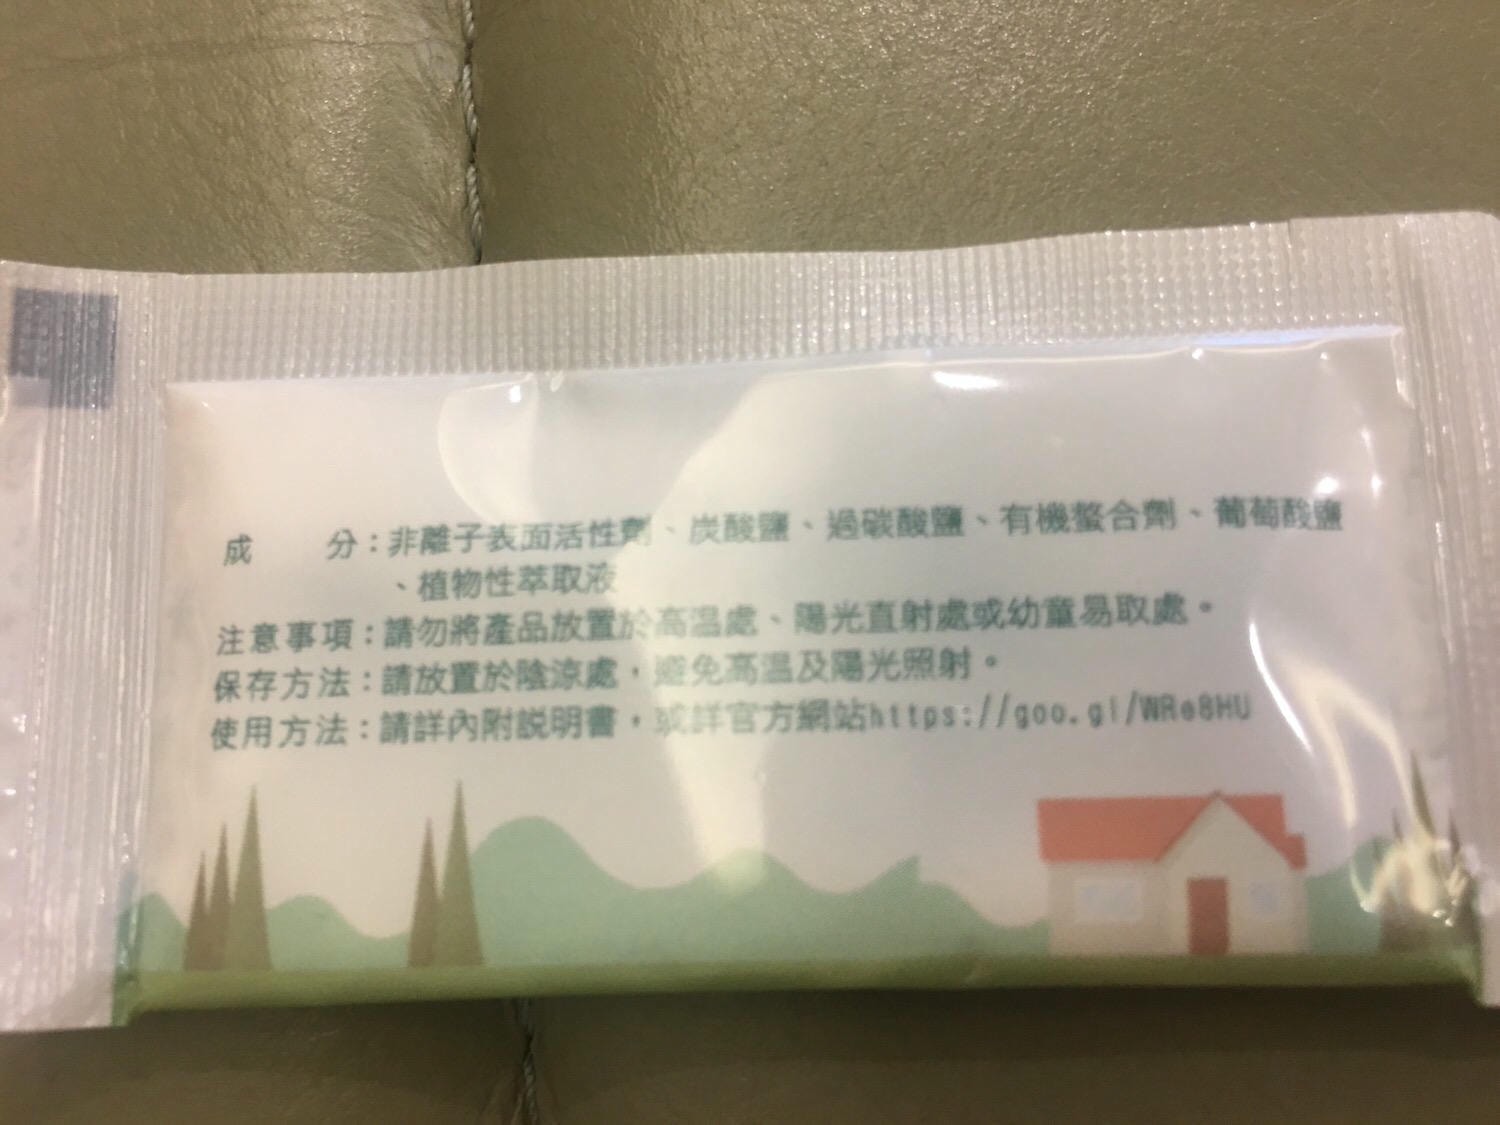 成　　分：非離子表面活性劑、炭酸鹽、過碳酸鹽、有機螯合劑、葡萄酸鹽
、植物性萃取液
注意事項：請勿將產品放置於高溫處、陽光直射處或幼童易取處。
保存方法：請放置於陰涼處，避免高溫及陽光照射。
使用方法：請詳內附說明書，或詳官方網站https://goo.gl/WRe8HU